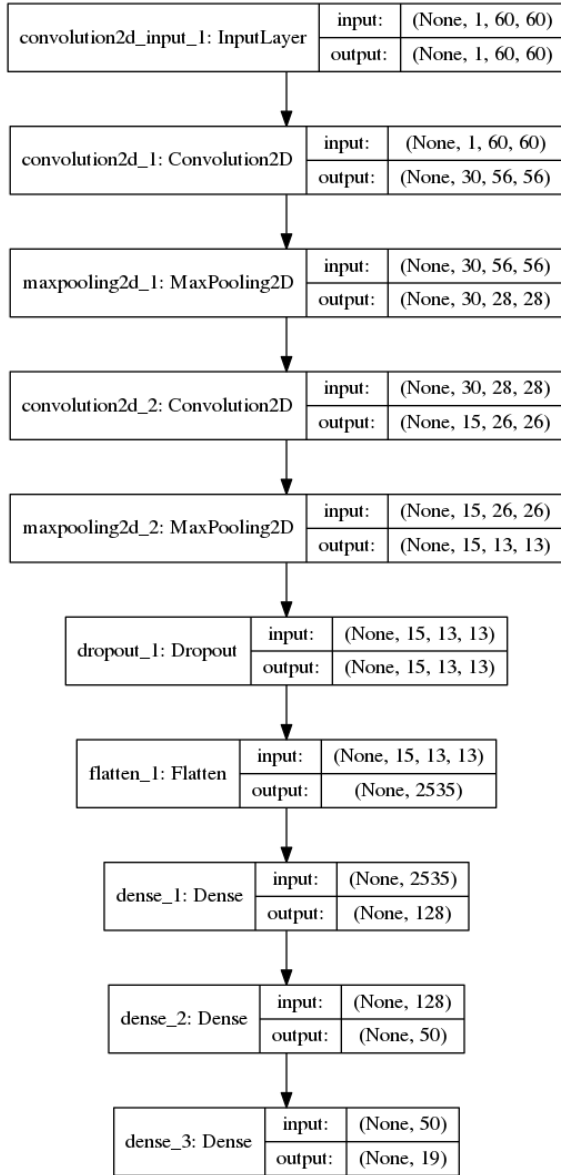 convolution2d_input_1: InputLayer
input: (None, 1, 60, 60)
output: (None, 1, 60, 60)
convolution2d_1: Convolution2D
input: (None, 1, 60, 60)
output: (None, 30, 56, 56)
maxpooling2d_1: MaxPooling2D
input: (None, 30, 56, 56)
output: (None, 30, 28, 28)
convolution2d_2: Convolution2D
input: (None, 30, 28, 28)
output: (None, 15, 26, 26)
maxpooling2d_2: MaxPooling2D
input: (None, 15, 26, 26)
output: (None, 15, 13, 13)
dropout_1: Dropout
input: (None, 15, 13, 13)
output: (None, 15, 13, 13)
flatten_1: Flatten
input: (None, 15, 13, 13)
output: (None, 2535)
dense_1: Dense
input: (None, 2535)
output: (None, 128)
dense_2: Dense
input: (None, 128)
output: (None, 50)
dense_3: Dense
input: (None, 50)
output: (None, 19)